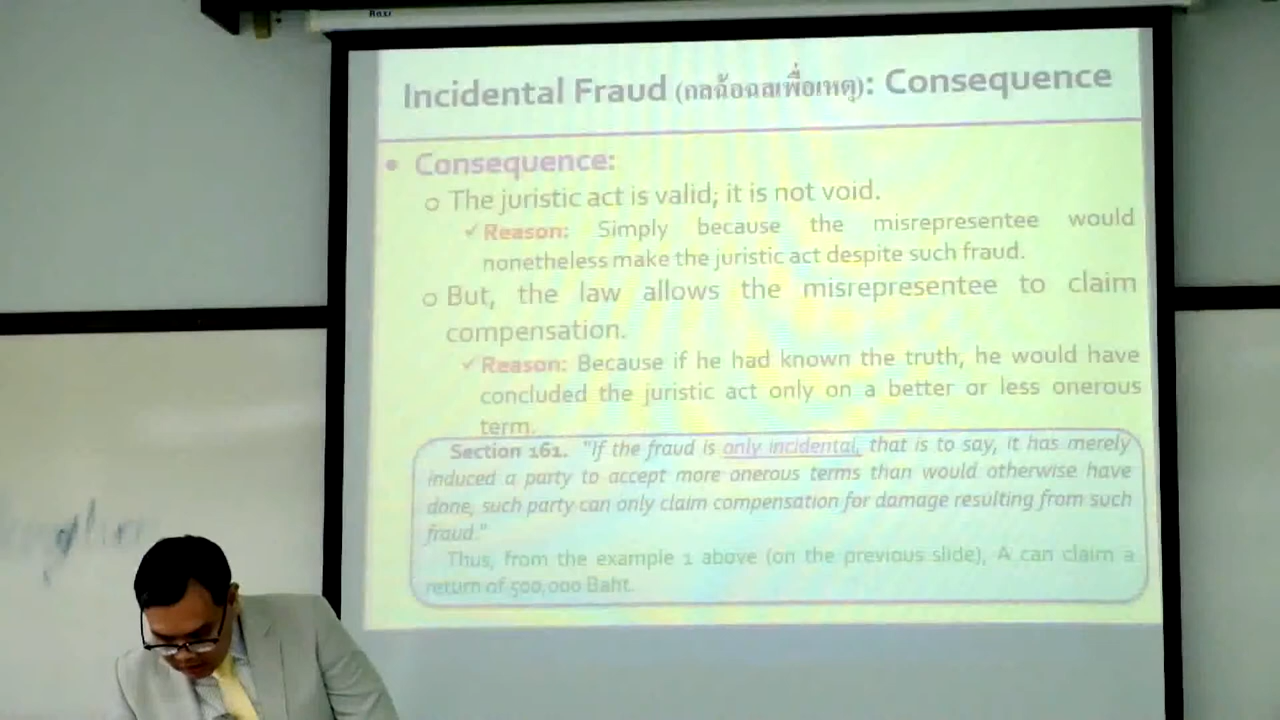 Incidental Fraud (กลฉ้อฉลเพื่อเหตุ): Consequence
• Consequence:
o The juristic act is valid; it is not void.
✓ Reason: Simply because the misrepresentee would
nonetheless make the juristic act despite such fraud.
o But, the law allows the misrepresentee to claim
compensation.
✓ Reason: Because if he had known the truth, he would have
concluded the juristic act only on a better or less onerous
term.
Section 161. "If the fraud is only incidental, that is to say, it has merely
induced a party to accept more onerous terms than would otherwise have
done, such party can only claim compensation for damage resulting from such
fraud."
Thus, from the example 1 above (on the previous slide), A can claim a
return of 500,000 Baht.